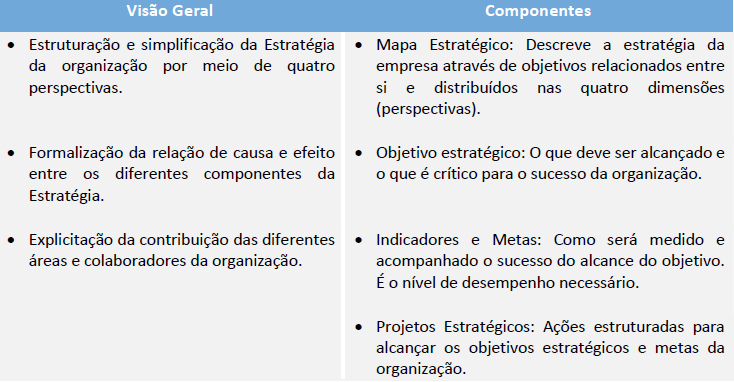 Visão Geral
• Estruturação e simplificação da Estratégia
da organização por meio de quatro
perspectivas.
• Formalização da relação de causa e efeito
entre os diferentes componentes da
Estratégia.
• Explicitação da contribuição das diferentes
áreas e colaboradores da organização.
Componentes
• Mapa Estratégico: Descreve a estratégia da
empresa através de objetivos relacionados entre
si e distribuídos nas quatro dimensões
(perspectivas).
• Objetivo estratégico: O que deve ser alcançado e
o que é crítico para o sucesso da organização.
• Indicadores e Metas: Como será medido e
acompanhado o sucesso do alcance do objetivo.
É o nível de desempenho necessário.
• Projetos Estratégicos: Ações estruturadas para
alcançar os objetivos estratégicos e metas da
organização.